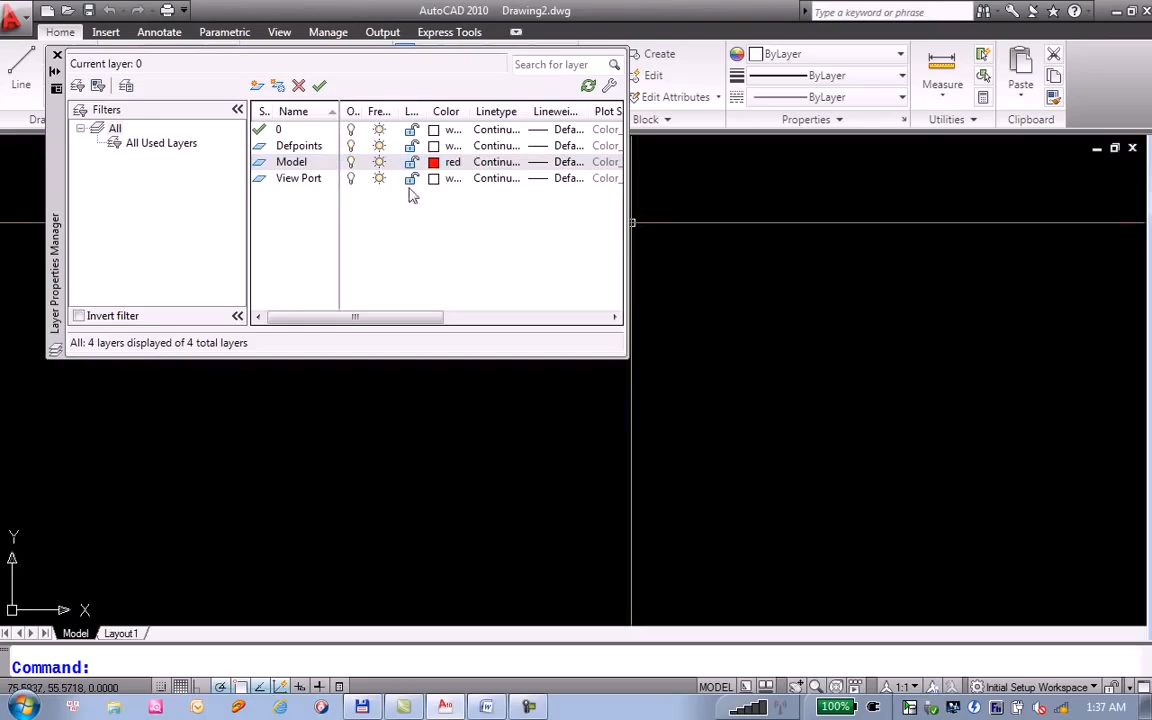 AutoCAD 2010 Drawing2.dwg
Type a keyword or phrase
Home Insert Annotate Parametric View Manage Output Express Tools
Line
Current layer: 0
Search for layer
Filters
All
All Used Layers
Invert filter
S.. Name O.. Fre... L... Color Linetype Linewei... Plot S
0 w... Continu... Defa... Color_
Defpoints w... Continu... Defa... Color_
Model red Continu... Defa... Color_
View Port w... Continu... Defa... Color_
All: 4 layers displayed of 4 total layers
Layer Properties Manager
Create
Edit
Edit Attributes
Block
ByLayer
ByLayer
ByLayer
Properties
Measure
Utilities
Paste
Clipboard
Y
X
Model Layout1
Command:
MODEL
1:1
Initial Setup Workspace
100%
1:37 AM